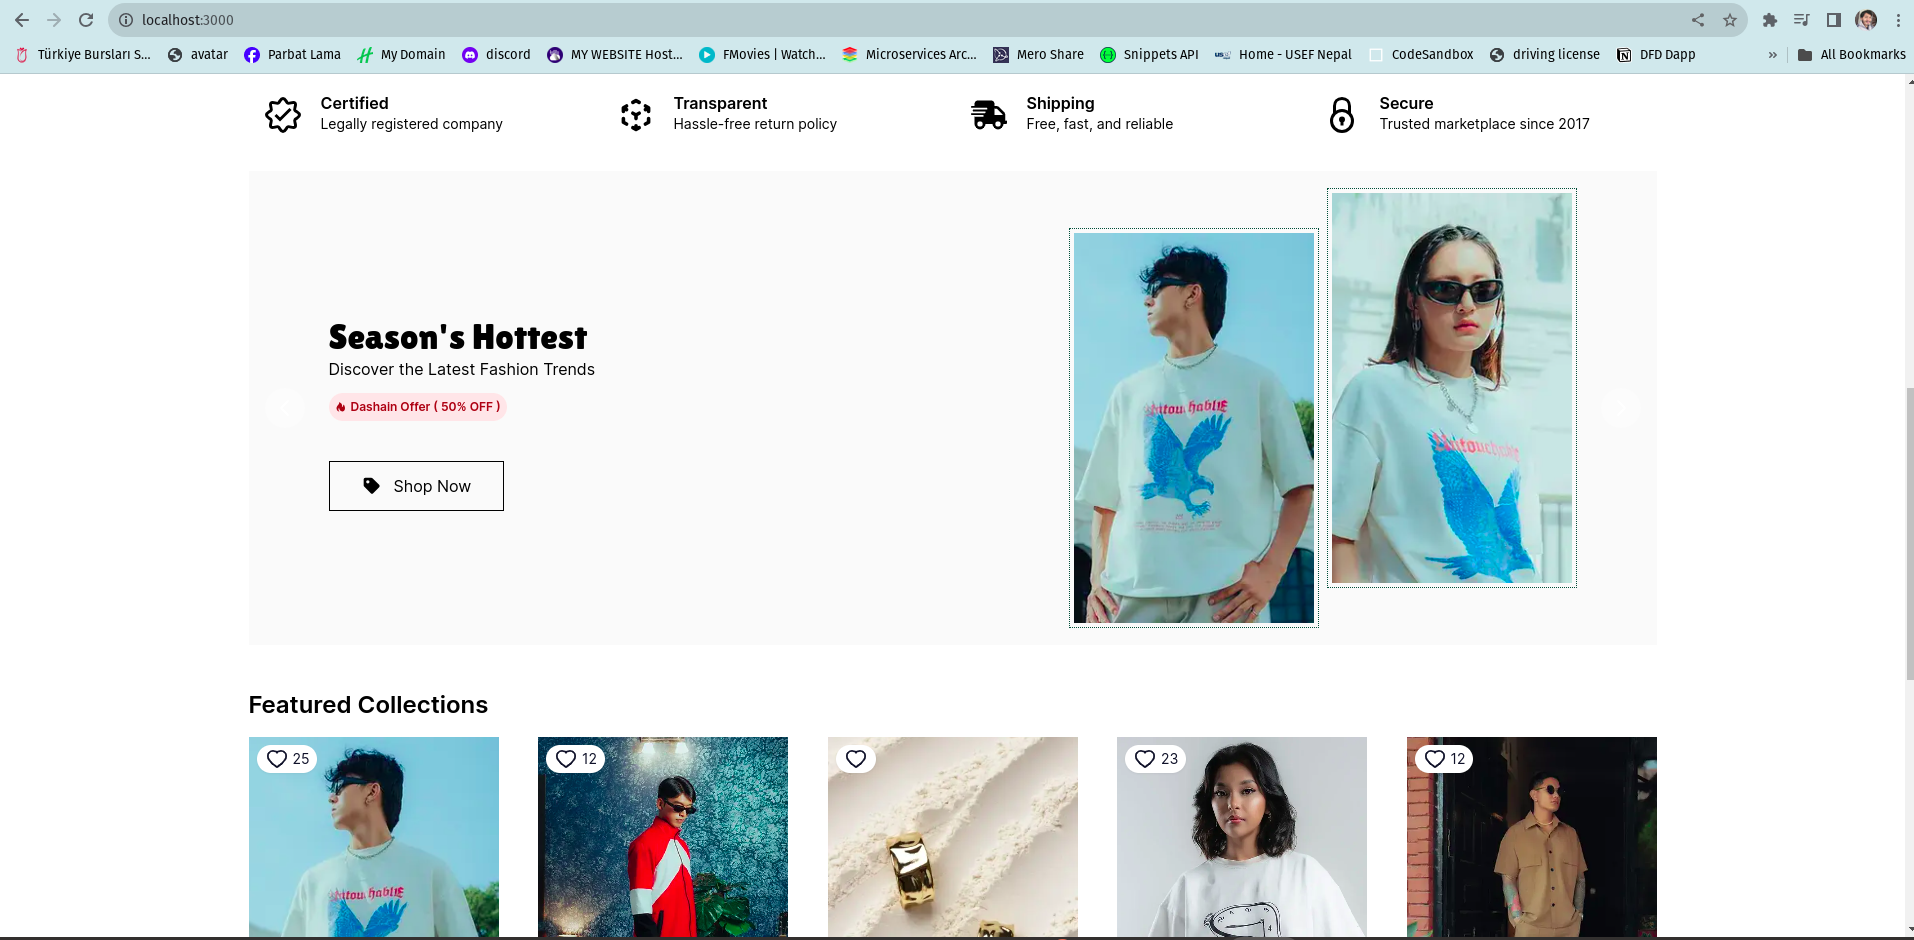 localhost:3000
Türkiye Bursları S...
avatar
Parbat Lama
My Domain
discord
MY WEBSITE Host...
FMovies | Watch...
Microservices Arc...
Mero Share
Snippets API
Home - USEF Nepal
CodeSandbox
driving license
DFD Dapp
»
All Bookmarks
Certified
Legally registered company
Transparent
Hassle-free return policy
Shipping
Free, fast, and reliable
Secure
Trusted marketplace since 2017
Season's Hottest
Discover the Latest Fashion Trends
Dashain Offer ( 50% OFF )
Shop Now
Untouchable
Featured Collections
25
12
23
12